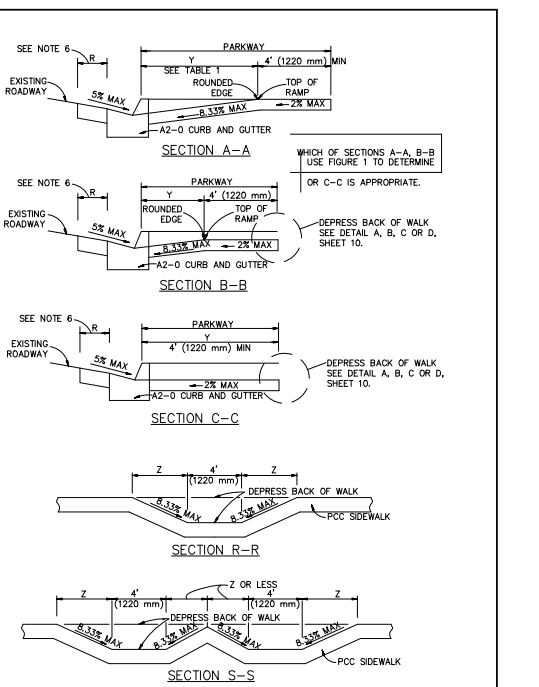 SEE NOTE 6
R
PARKWAY
Y
4' (1220 mm) MIN
SEE TABLE 1
EXISTING
ROADWAY
5% MAX
ROUNDED
EDGE
TOP OF
RAMP
8.33% MAX
2% MAX
A2-0 CURB AND GUTTER
SECTION A-A
WHICH OF SECTIONS A-A, B-B
USE FIGURE 1 TO DETERMINE
OR C-C IS APPROPRIATE.
SEE NOTE 6
R
PARKWAY
Y
4' (1220 mm)
EXISTING
ROADWAY
5% MAX
ROUNDED
EDGE
TOP OF
RAMP
8.33% MAX
2% MAX
A2-0 CURB AND GUTTER
DEPRESS BACK OF WALK
SEE DETAIL A, B, C OR D,
SHEET 10.
SECTION B-B
SEE NOTE 6
R
PARKWAY
Y
4' (1220 mm) MIN
EXISTING
ROADWAY
5% MAX
2% MAX
A2-0 CURB AND GUTTER
DEPRESS BACK OF WALK
SEE DETAIL A, B, C OR D,
SHEET 10.
SECTION C-C
Z
4'
(1220 mm)
Z
DEPRESS BACK OF WALK
8.33% MAX
8.33% MAX
PCC SIDEWALK
SECTION R-R
Z OR LESS
Z
4'
(1220 mm)
4'
(1220 mm)
Z
DEPRESS BACK OF WALK
8.33% MAX
8.33% MAX
8.33% MAX
8.33% MAX
PCC SIDEWALK
SECTION S-S